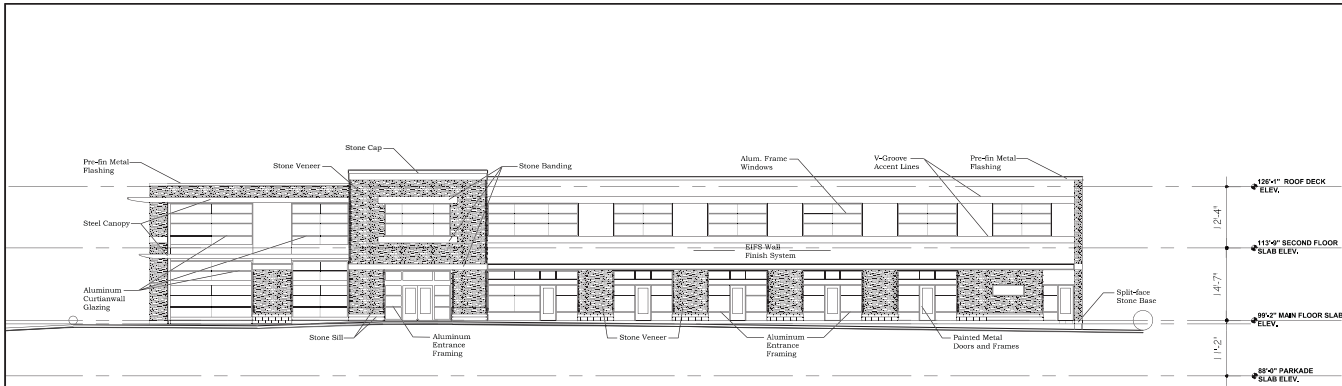 Stone Cap
Pre-fin Metal
Flashing
Stone Veneer
Stone Banding
Alum. Frame
Windows
V-Groove
Accent Lines
Pre-fin Metal
Flashing
126'-1" ROOF DECK
ELEV.
12'-4"
Steel Canopy
EIFS Wall
Finish System
113'-9" SECOND FLOOR
SLAB ELEV.
14'-7"
Aluminum
Curtianwall
Glazing
Split-face
Stone Base
99'-2" MAIN FLOOR SLAB
ELEV.
Stone Sill
Aluminum
Entrance
Framing
Stone Veneer
Aluminum
Entrance
Framing
Painted Metal
Doors and Frames
11'-2"
88'-0" PARKADE
SLAB ELEV.